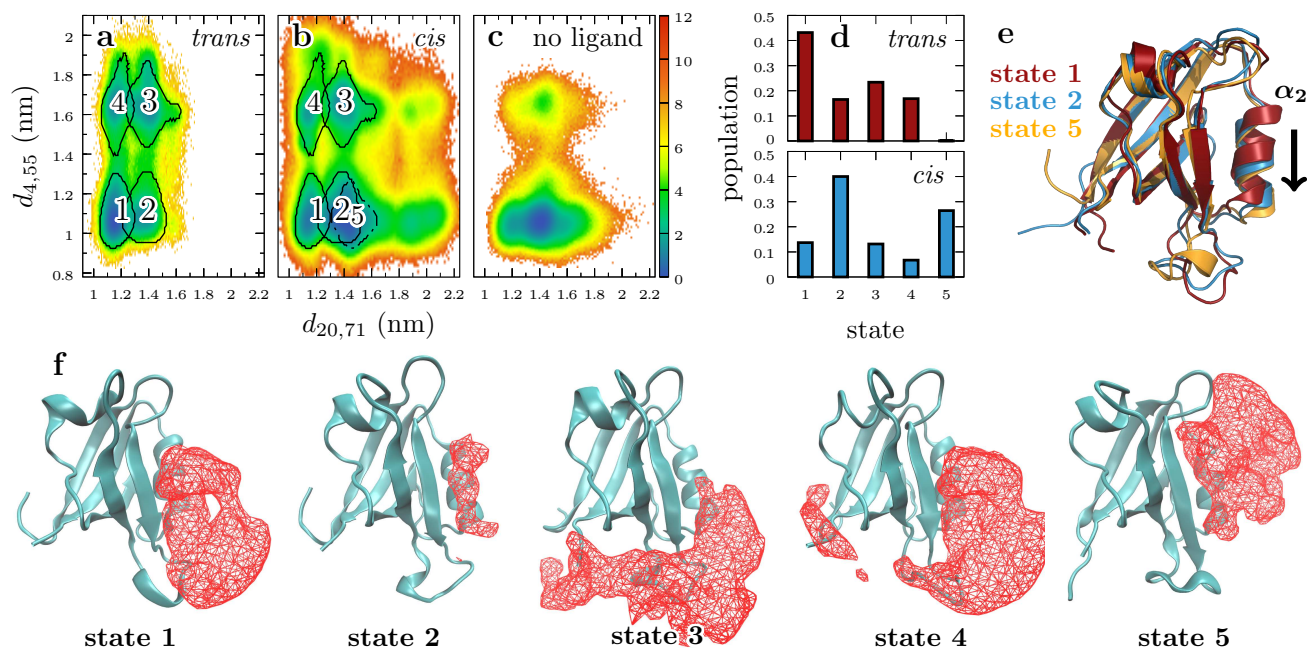 a
trans
b
cis
c
no ligand
d
trans
e
2
1.8
1.6
1.4
1.2
1
0.8
d4,55 (nm)
4
3
1
2
4
3
1
2
5
12
10
8
6
4
2
0
1 1.2 1.4 1.6 1.8 2 2.2
1 1.2 1.4 1.6 1.8 2 2.2
1 1.2 1.4 1.6 1.8 2 2.2
d20,71 (nm)
population
0.5
0.4
0.3
0.2
0.1
0
cis
0.5
0.4
0.3
0.2
0.1
0
1 2 3 4 5
state
state 1
state 2
state 5
α2
f
state 1
state 2
state 3
state 4
state 5